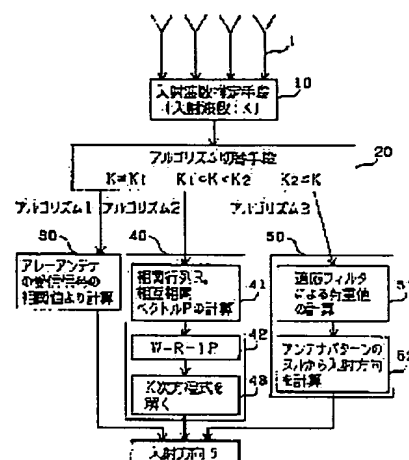 1
入射波数推定手段
(入射波数:K)
10
アルゴリズム切替手段
20
K≦K1
K1<K<K2
K2≦K
アルゴリズム1
アルゴリズム2
アルゴリズム3
30
アレーアンテナ
の受信信号の
相関値より計算
40
相関行列R、
相互相関
ベクトルPの計算
41
W-R-1P
42
K次方程式を
解く
43
50
適応フィルタ
による荷重値
の計算
51
アンテナパターンの
ヌルから入射方向
を計算
52
入射方向